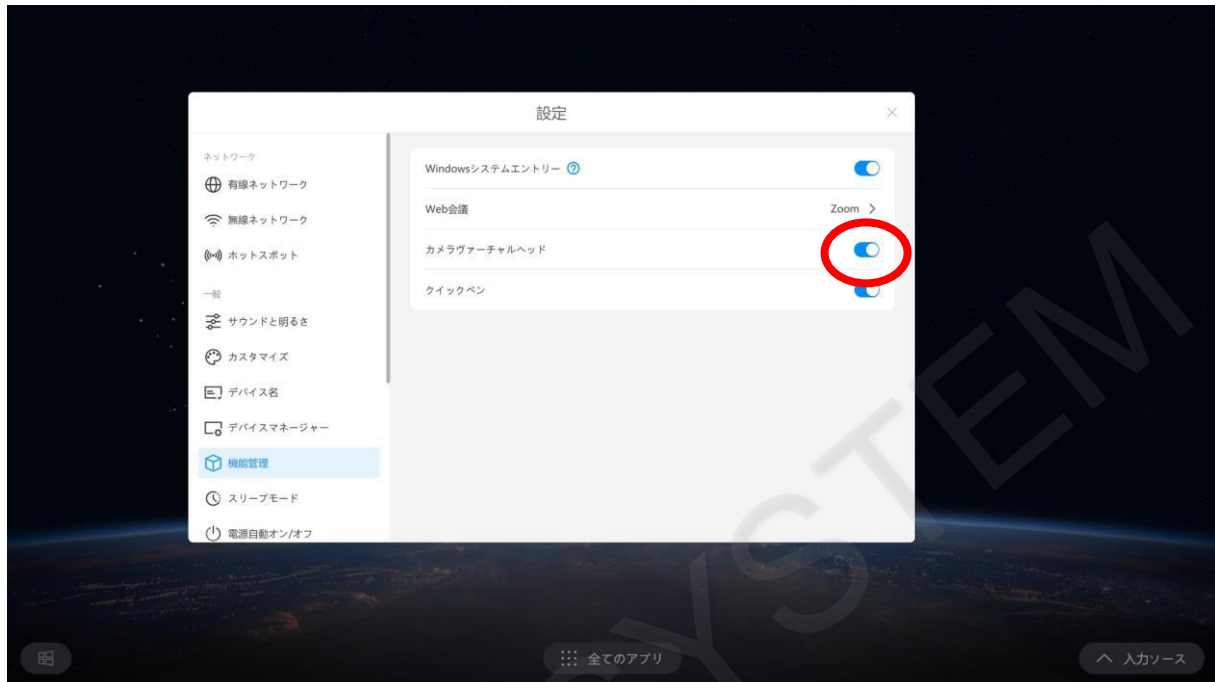 設定
ネットワーク
有線ネットワーク
無線ネットワーク
ホットスポット
一般
サウンドと明るさ
カスタマイズ
デバイス名
デバイスマネージャー
機能管理
スリープモード
電源自動オン/オフ
Windowsシステムエントリー
Web会議 Zoom
カメラヴァーチャルヘッド
クイックペン
全てのアプリ
入力ソース
SYSTEM